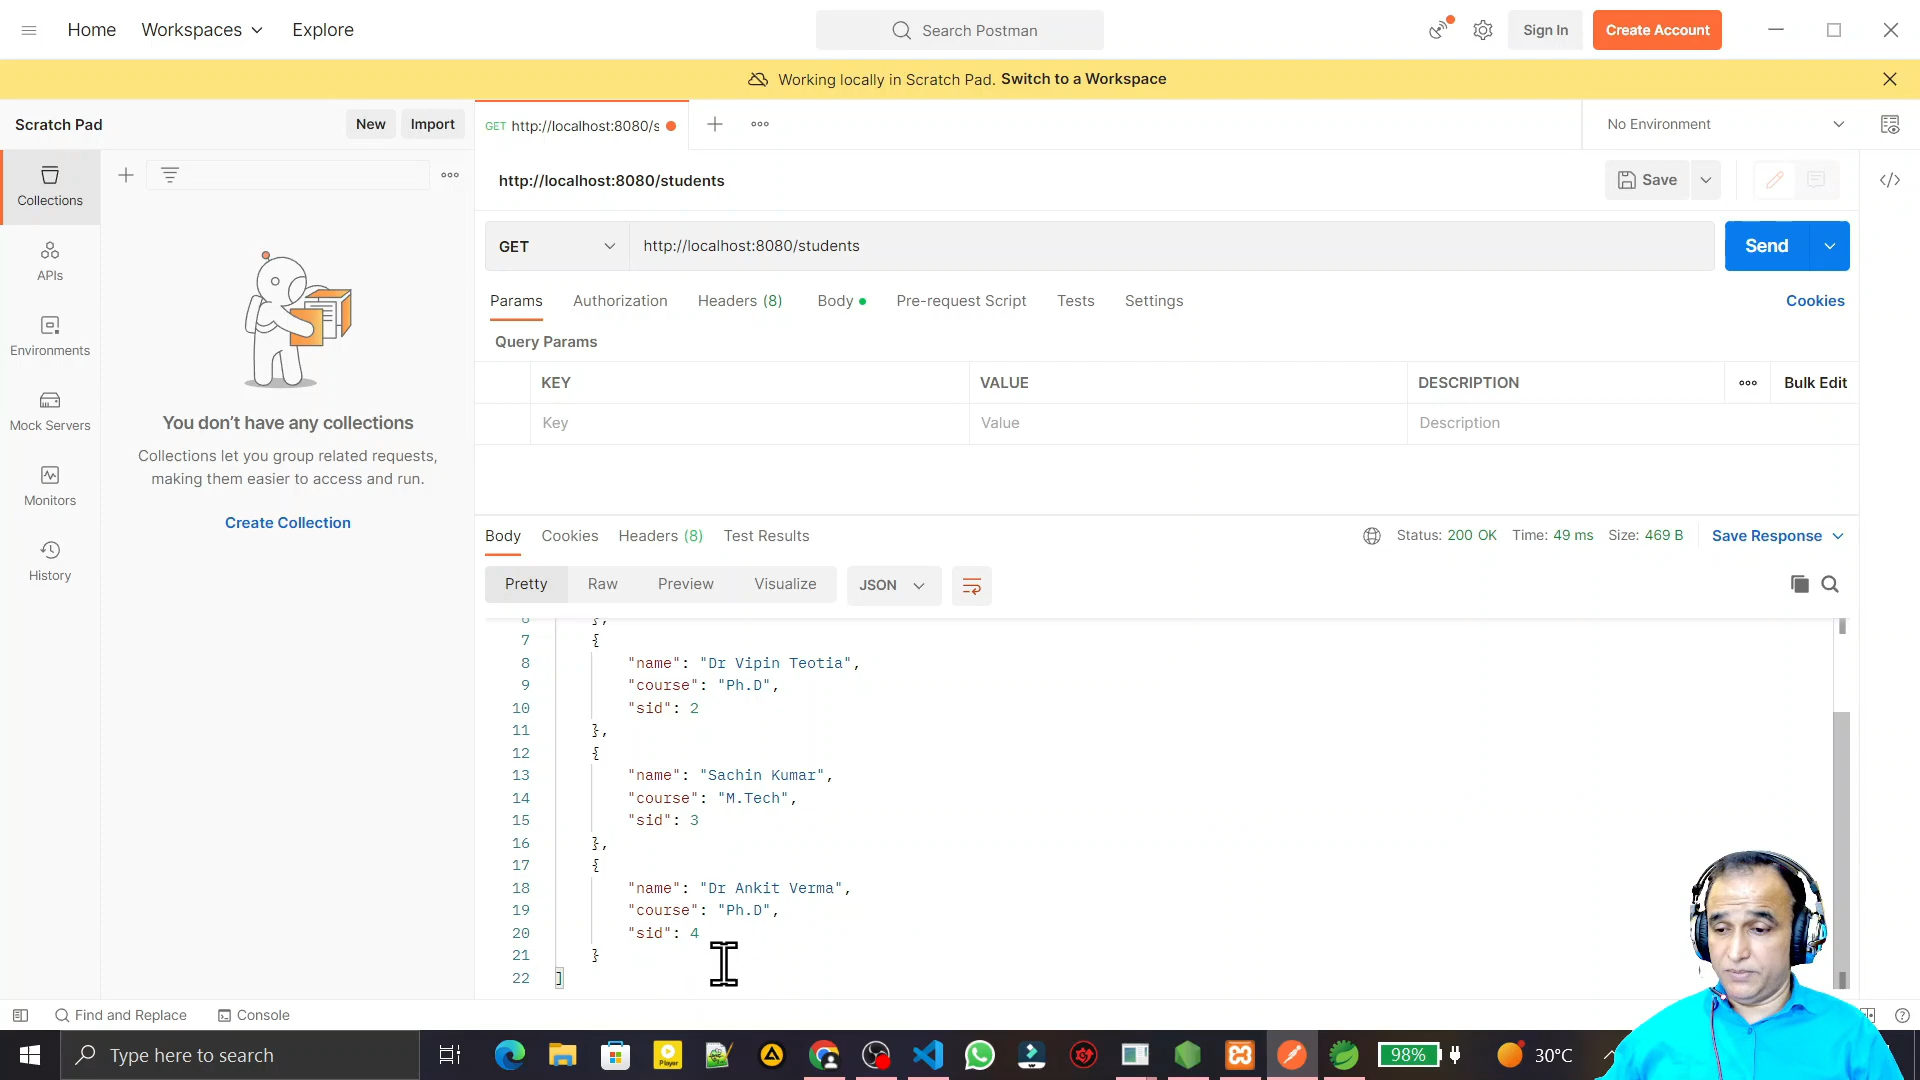 Home Workspaces Explore Search Postman Sign In Create Account
Working locally in Scratch Pad. Switch to a Workspace
Scratch Pad New Import GET http://localhost:8080/s No Environment
http://localhost:8080/students Save
Collections
GET http://localhost:8080/students Send
APIs
Params Authorization Headers (8) Body Pre-request Script Tests Settings Cookies
Environments
Query Params
KEY VALUE DESCRIPTION Bulk Edit
Key Value Description
Mock Servers
You don't have any collections
Collections let you group related requests,
making them easier to access and run.
Monitors
Create Collection
History
Body Cookies Headers (8) Test Results Status: 200 OK Time: 49 ms Size: 469 B Save Response
Pretty Raw Preview Visualize JSON
6 },
7 {
8 "name": "Dr Vipin Teotia",
9 "course": "Ph.D",
10 "sid": 2
11 },
12 {
13 "name": "Sachin Kumar",
14 "course": "M.Tech",
15 "sid": 3
16 },
17 {
18 "name": "Dr Ankit Verma",
19 "course": "Ph.D",
20 "sid": 4
21 }
22 ]
Find and Replace Console
Type here to search Player 98% 30°C